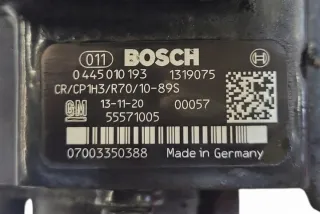 011 BOSCH
0 445 010 193 1319075
CR/CP1H3/R70/10-89S
GM 13-11-20 00057
55571005
07003350388 Made in Germany